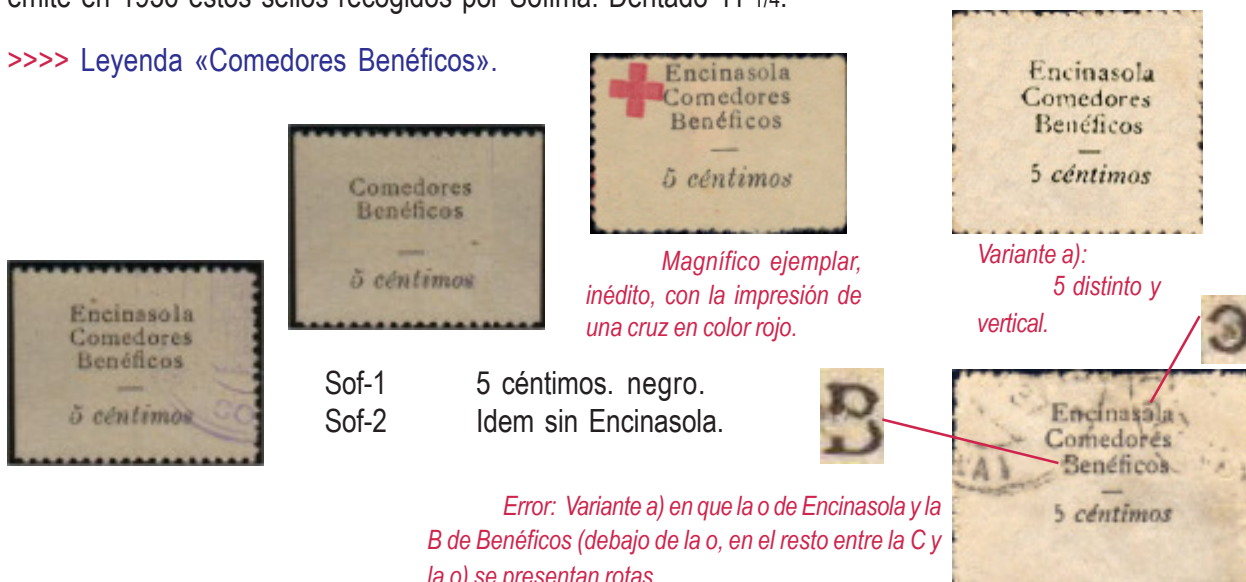 emite en 1936 estos sellos recogidos por Sofima. Dentado 11 1/4.
>>>> Leyenda «Comedores Benéficos».
Encinasola
Comedores
Benéficos
5 céntimos
Comedores
Benéficos
5 céntimos
Encinasola
Comedores
Benéficos
5 céntimos
Magnífico ejemplar,
inédito, con la impresión de
una cruz en color rojo.
Encinasola
Comedores
Benéficos
5 céntimos
Variante a):
5 distinto y
vertical.
Sof-1 5 céntimos. negro.
Sof-2 Idem sin Encinasola.
B
Encinasola
Comedores
Benéficos
5 céntimos
Error: Variante a) en que la o de Encinasola y la
B de Benéficos (debajo de la o, en el resto entre la C y
la o) se presentan rotas